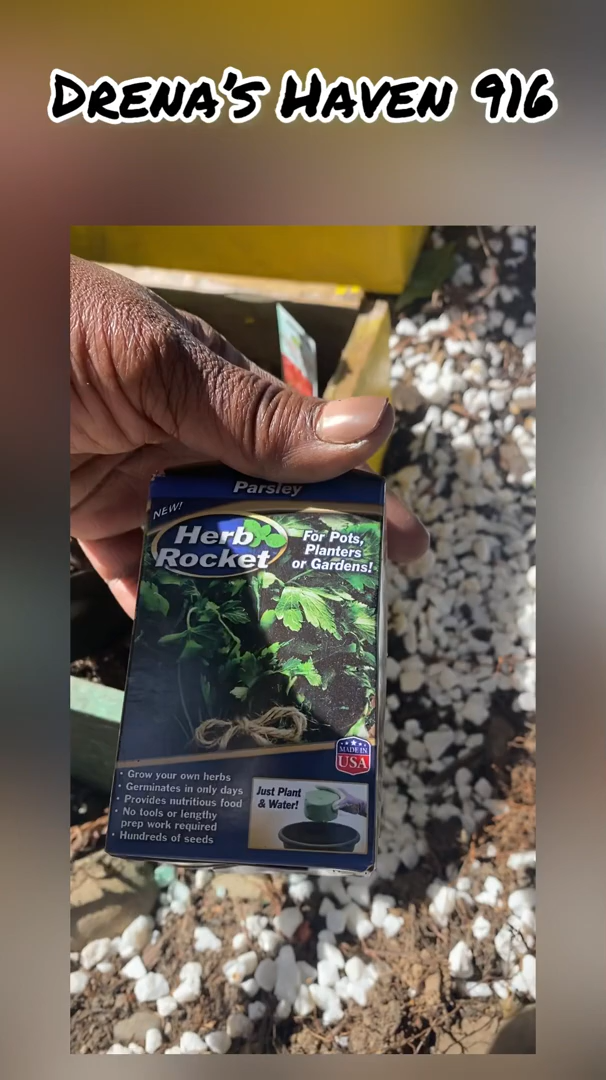 Drena's Haven 916
Parsley
NEW!
Herb
Rocket
For Pots,
Planters
or Gardens!
MADE IN
USA
• Grow your own herbs
• Germinates in only days
• Provides nutritious food
• No tools or lengthy
prep work required
• Hundreds of seeds
Just Plant
& Water!